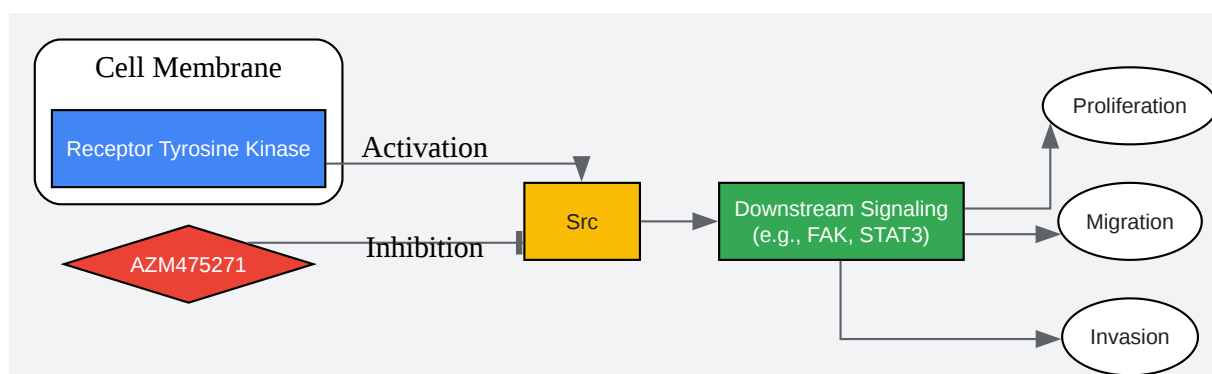 Cell Membrane
Receptor Tyrosine Kinase
Activation
AZM475271
Inhibition
Src
Downstream Signaling
(e.g., FAK, STAT3)
Proliferation
Migration
Invasion